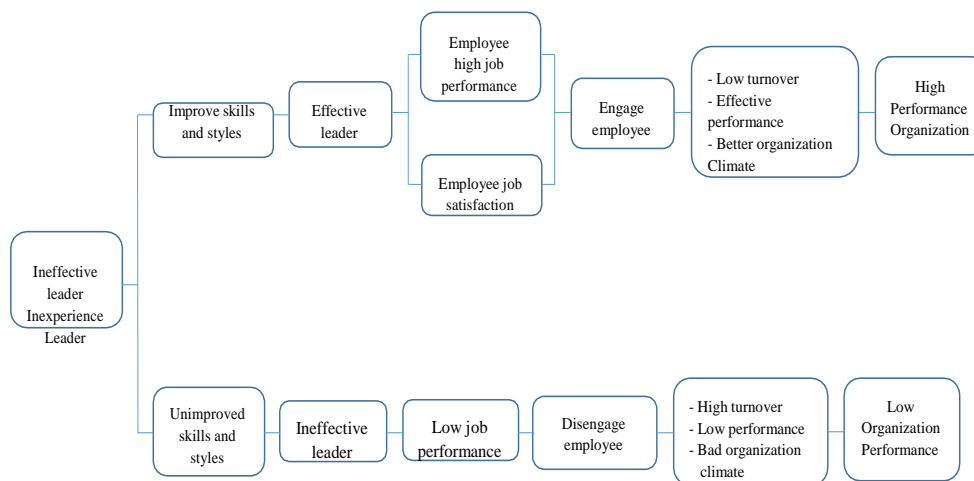 Ineffective
leader
Inexperience
Leader
Improve skills
and styles
Effective
leader
Employee
high job
performance
Employee job
satisfaction
Engage
employee
- Low turnover
- Effective
performance
- Better organization
Climate
High
Performance
Organization
Unimproved
skills and
styles
Ineffective
leader
Low job
performance
Disengage
employee
- High turnover
- Low performance
- Bad organization
climate
Low
Organization
Performance